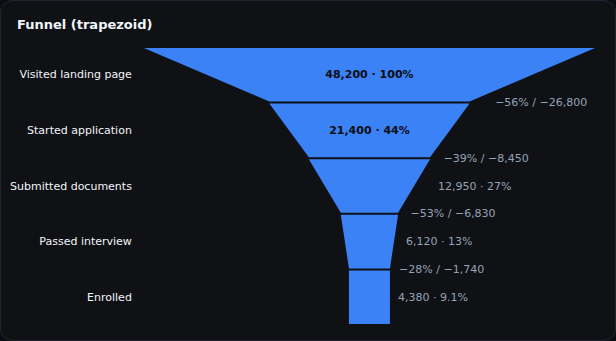 Funnel (trapezoid)
Visited landing page
48,200 · 100%
−56% / −26,800
Started application
21,400 · 44%
−39% / −8,450
Submitted documents
12,950 · 27%
−53% / −6,830
Passed interview
6,120 · 13%
−28% / −1,740
Enrolled
4,380 · 9.1%